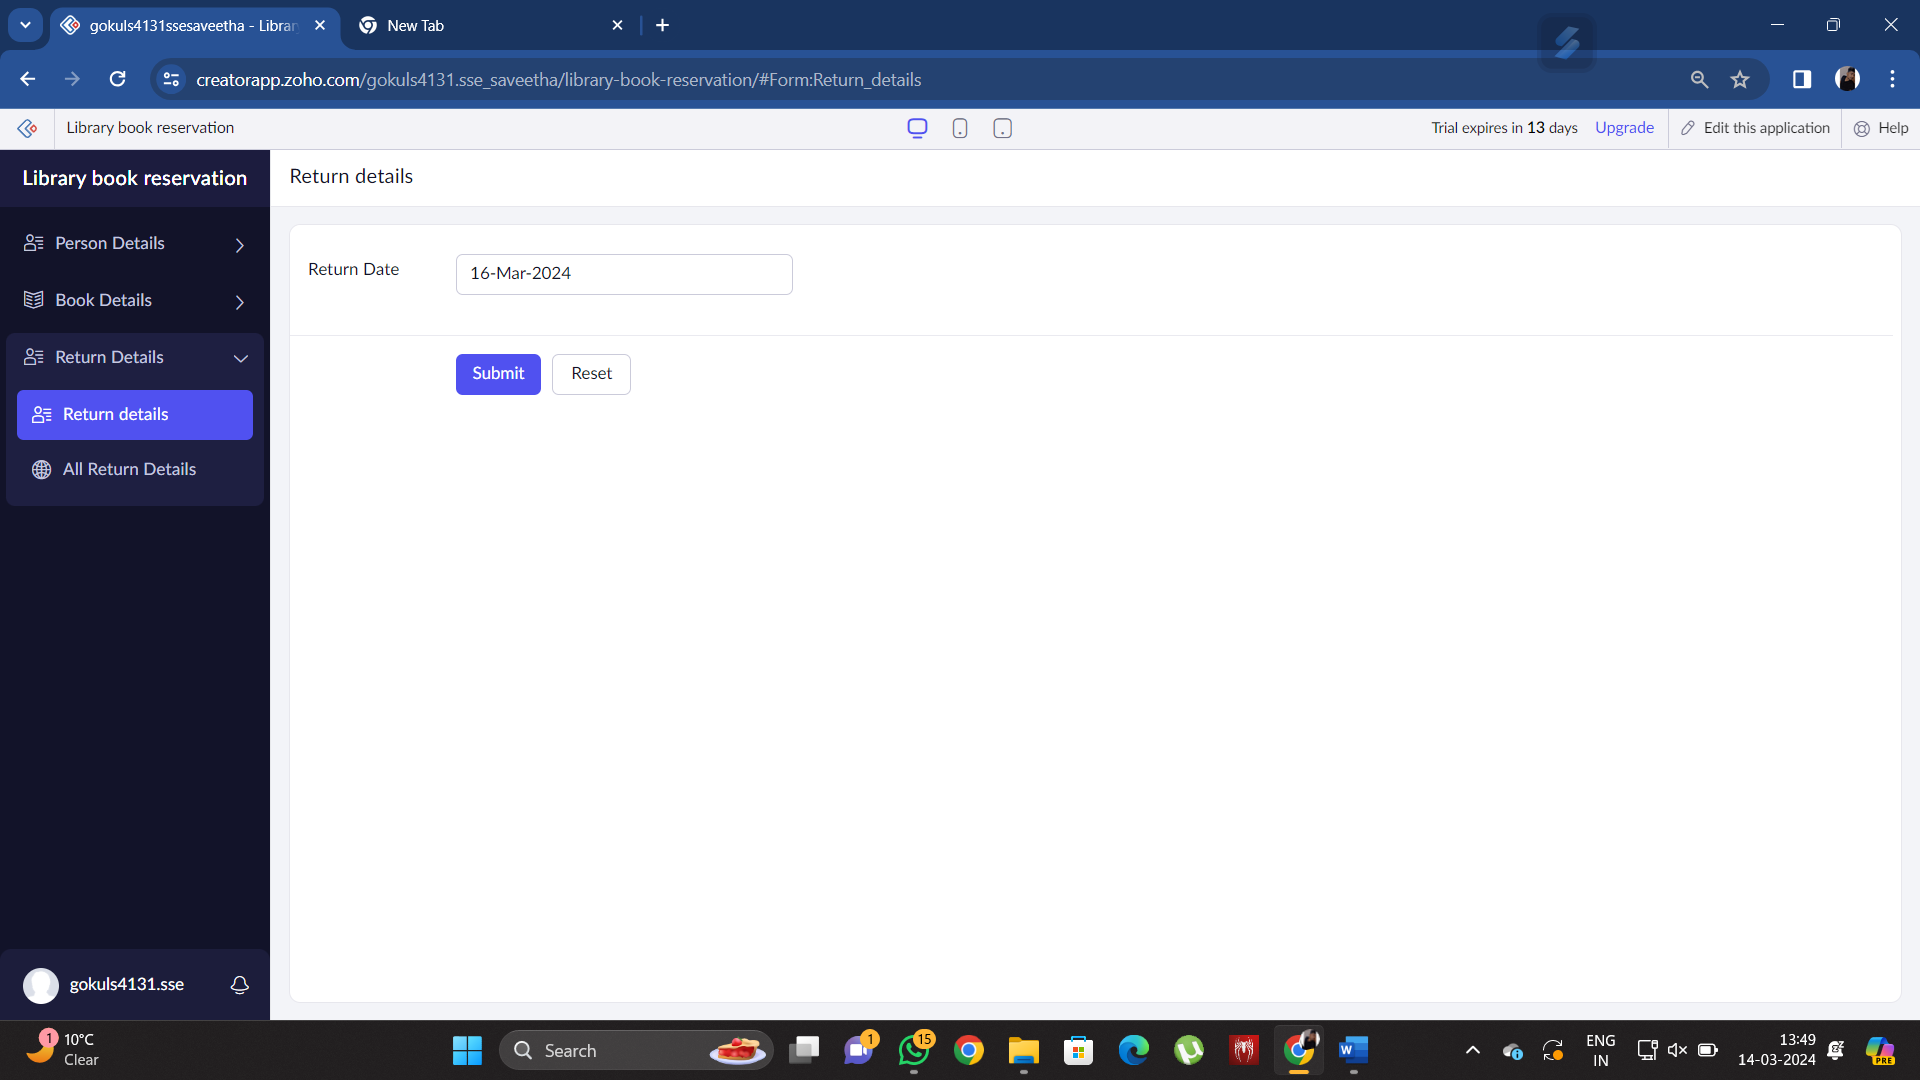 gokuls4131ssesaveetha - Librar
New Tab
creatorapp.zoho.com/gokuls4131.sse_saveetha/library-book-reservation/#Form:Return_details
Library book reservation
Trial expires in 13 days
Upgrade
Edit this application
Help
Library book reservation
Return details
Person Details
Book Details
Return Details
Return details
All Return Details
Return Date
16-Mar-2024
Submit
Reset
gokuls4131.sse
1
10°C
Clear
Search
1
15
W
ENG
IN
13:49
14-03-2024
PRE